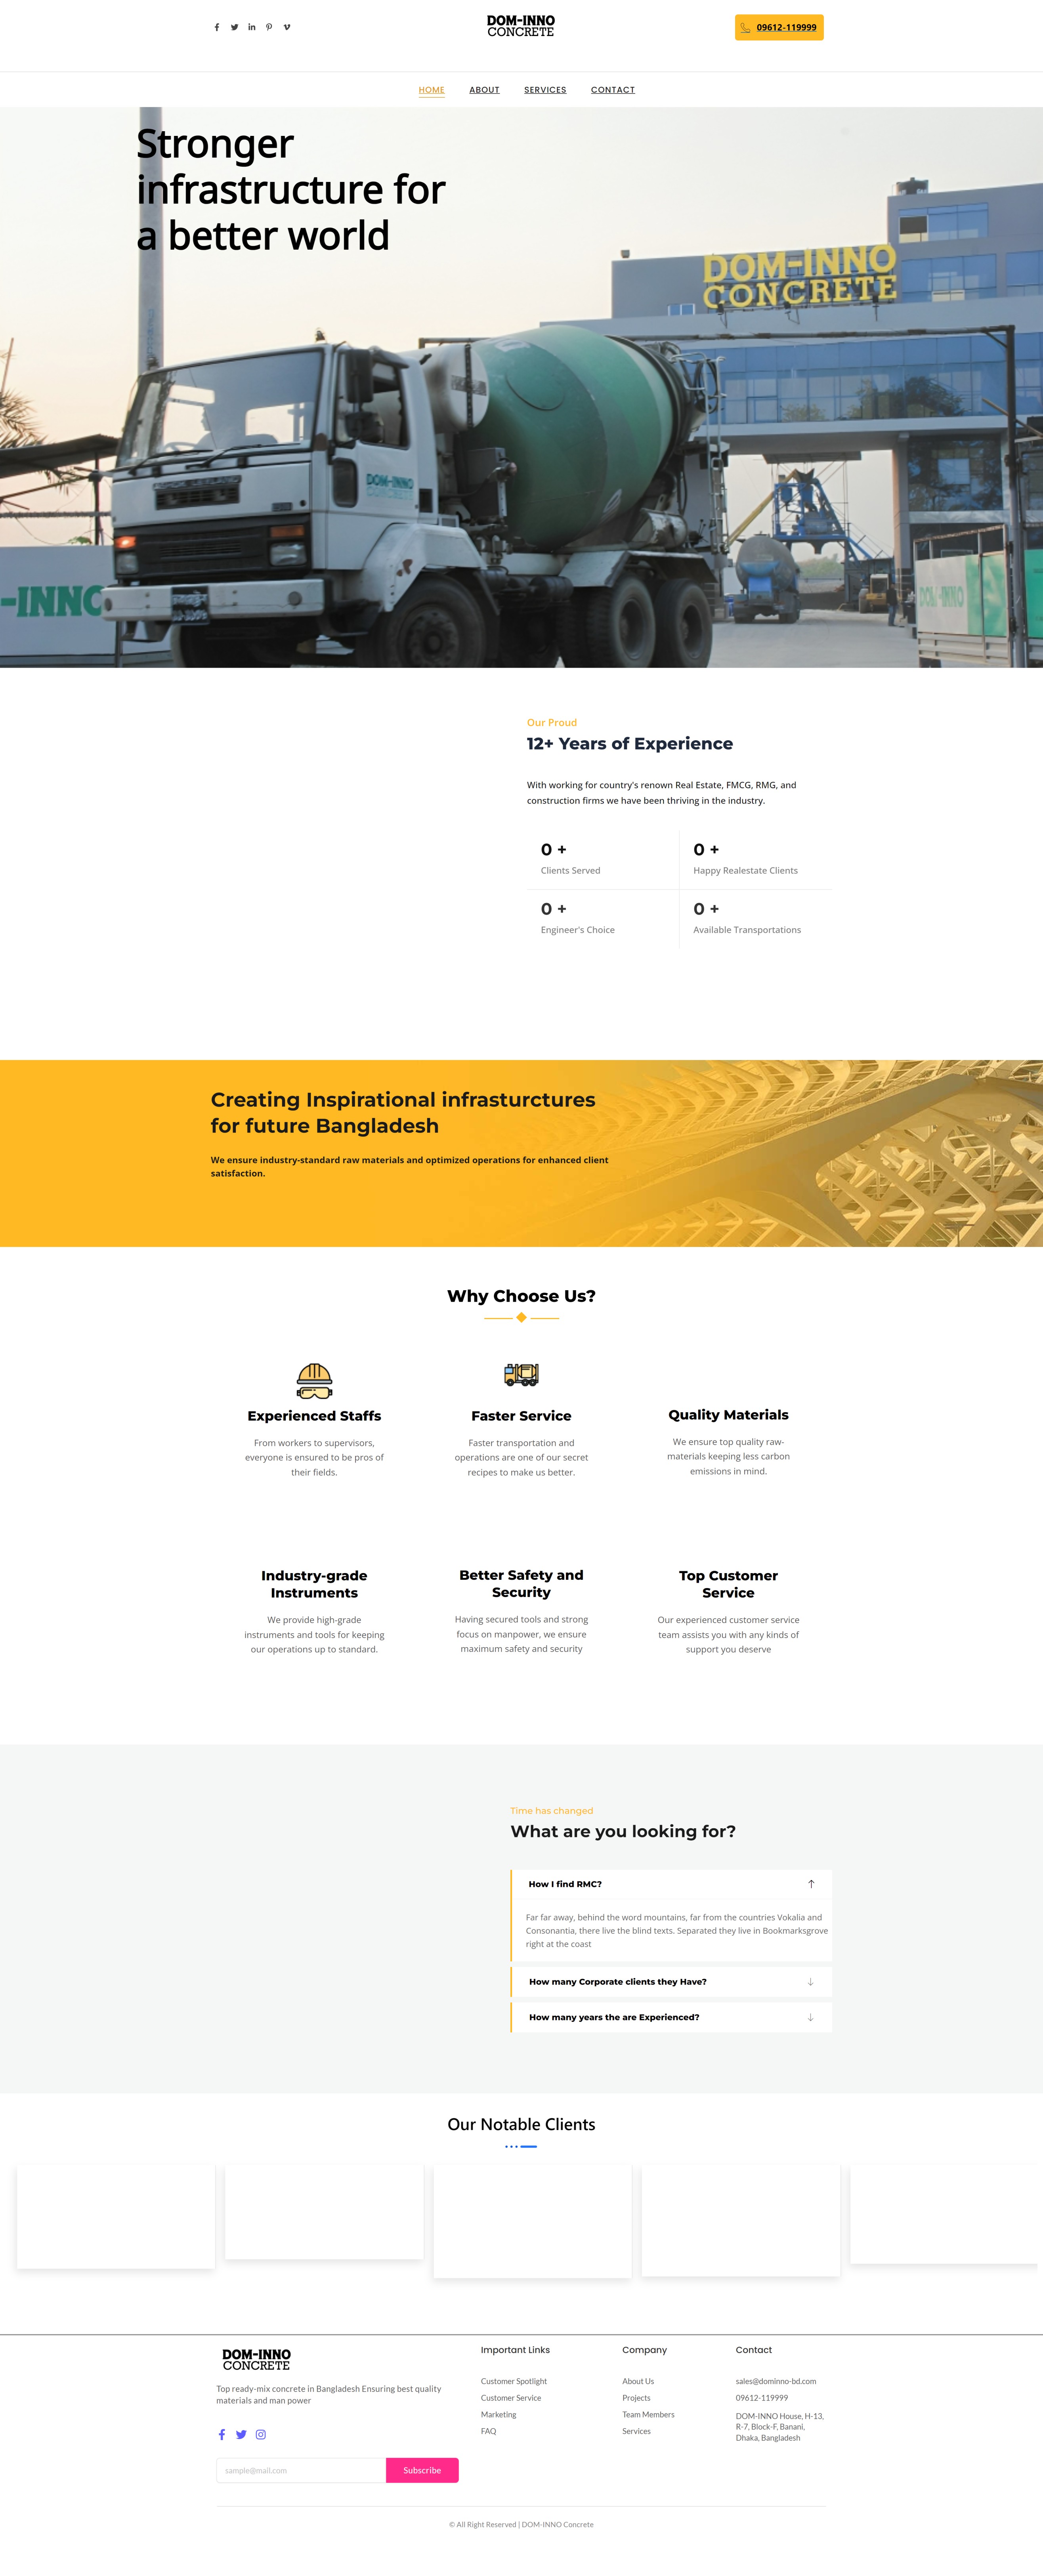 DOM-INNO
CONCRETE
09612-119999
HOME
ABOUT
SERVICES
CONTACT
Stronger
infrastructure for
a better world
DOM-INNO
CONCRETE
DOM-INNO
CONCRETE
-INNO
DOM-INNO
Our Proud
12+ Years of Experience
With working for country's renown Real Estate, FMCG, RMG, and
construction firms we have been thriving in the industry.
0 +
Clients Served
0 +
Happy Realestate Clients
0 +
Engineer's Choice
0 +
Available Transportations
Creating Inspirational infrasturctures
for future Bangladesh
We ensure industry-standard raw materials and optimized operations for enhanced client
satisfaction.
Why Choose Us?
Experienced Staffs
From workers to supervisors,
everyone is ensured to be pros of
their fields.
Faster Service
Faster transportation and
operations are one of our secret
recipes to make us better.
Quality Materials
We ensure top quality raw-
materials keeping less carbon
emissions in mind.
Industry-grade
Instruments
We provide high-grade
instruments and tools for keeping
our operations up to standard.
Better Safety and
Security
Having secured tools and strong
focus on manpower, we ensure
maximum safety and security
Top Customer
Service
Our experienced customer service
team assists you with any kinds of
support you deserve
Time has changed
What are you looking for?
How I find RMC?
Far far away, behind the word mountains, far from the countries Vokalia and
Consonantia, there live the blind texts. Separated they live in Bookmarksgrove
right at the coast
How many Corporate clients they Have?
How many years the are Experienced?
Our Notable Clients
DOM-INNO
CONCRETE
Top ready-mix concrete in Bangladesh Ensuring best quality
materials and man power
sample@mail.com
Subscribe
Important Links
Customer Spotlight
Customer Service
Marketing
FAQ
Company
About Us
Projects
Team Members
Services
Contact
sales@dominno-bd.com
09612-119999
DOM-INNO House, H-13,
R-7, Block-F, Banani,
Dhaka, Bangladesh
© All Right Reserved | DOM-INNO Concrete